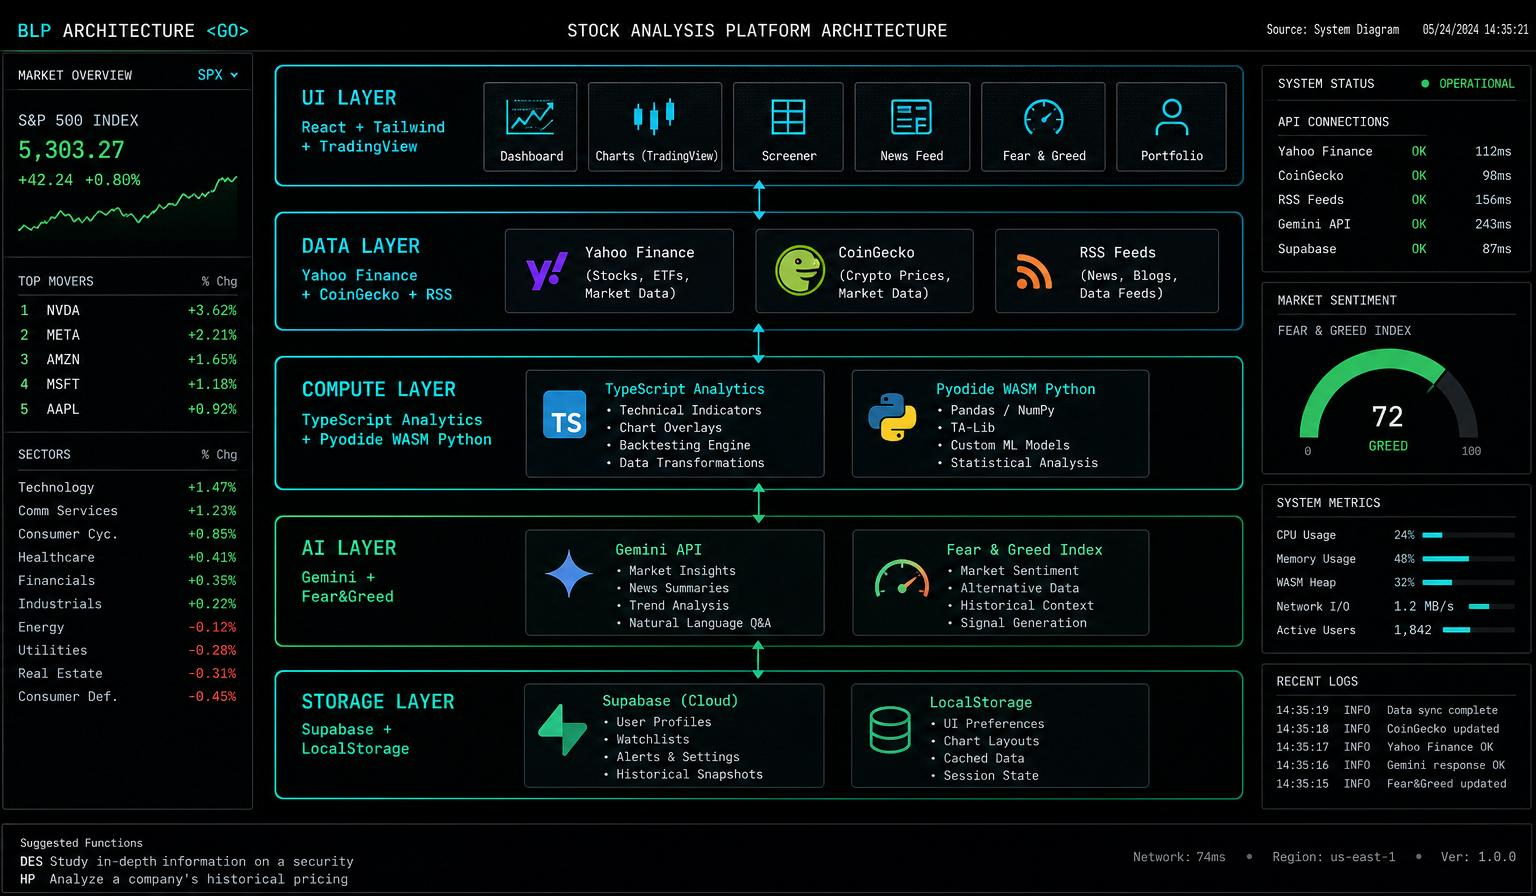 BLP ARCHITECTURE <GO>
STOCK ANALYSIS PLATFORM ARCHITECTURE
Source: System Diagram 05/24/2024 14:35:21
MARKET OVERVIEW SPX
S&P 500 INDEX
5,303.27
+42.24 +0.80%
TOP MOVERS % Chg
1 NVDA +3.62%
2 META +2.21%
3 AMZN +1.65%
4 MSFT +1.18%
5 AAPL +0.92%
SECTORS % Chg
Technology +1.47%
Comm Services +1.23%
Consumer Cyc. +0.85%
Healthcare +0.41%
Financials +0.35%
Industrials +0.22%
Energy -0.12%
Utilities -0.28%
Real Estate -0.31%
Consumer Def. -0.45%
UI LAYER
React + Tailwind
+ TradingView
Dashboard
Charts (TradingView)
Screener
News Feed
Fear & Greed
Portfolio
DATA LAYER
Yahoo Finance
+ CoinGecko + RSS
y!
Yahoo Finance
(Stocks, ETFs,
Market Data)
CoinGecko
(Crypto Prices,
Market Data)
RSS Feeds
(News, Blogs,
Data Feeds)
COMPUTE LAYER
TypeScript Analytics
+ Pyodide WASM Python
TS
TypeScript Analytics
• Technical Indicators
• Chart Overlays
• Backtesting Engine
• Data Transformations
Pyodide WASM Python
• Pandas / NumPy
• TA-Lib
• Custom ML Models
• Statistical Analysis
AI LAYER
Gemini +
Fear&Greed
Gemini API
• Market Insights
• News Summaries
• Trend Analysis
• Natural Language Q&A
Fear & Greed Index
• Market Sentiment
• Alternative Data
• Historical Context
• Signal Generation
STORAGE LAYER
Supabase +
LocalStorage
Supabase (Cloud)
• User Profiles
• Watchlists
• Alerts & Settings
• Historical Snapshots
LocalStorage
• UI Preferences
• Chart Layouts
• Cached Data
• Session State
SYSTEM STATUS ● OPERATIONAL
API CONNECTIONS
Yahoo Finance OK 112ms
CoinGecko OK 98ms
RSS Feeds OK 156ms
Gemini API OK 243ms
Supabase OK 87ms
MARKET SENTIMENT
FEAR & GREED INDEX
72
GREED
0 100
SYSTEM METRICS
CPU Usage 24%
Memory Usage 48%
WASM Heap 32%
Network I/O 1.2 MB/s
Active Users 1,842
RECENT LOGS
14:35:19 INFO Data sync complete
14:35:18 INFO CoinGecko updated
14:35:17 INFO Yahoo Finance OK
14:35:16 INFO Gemini response OK
14:35:15 INFO Fear&Greed updated
Suggested Functions
DES Study in-depth information on a security
HP Analyze a company's historical pricing
Network: 74ms • Region: us-east-1 • Ver: 1.0.0